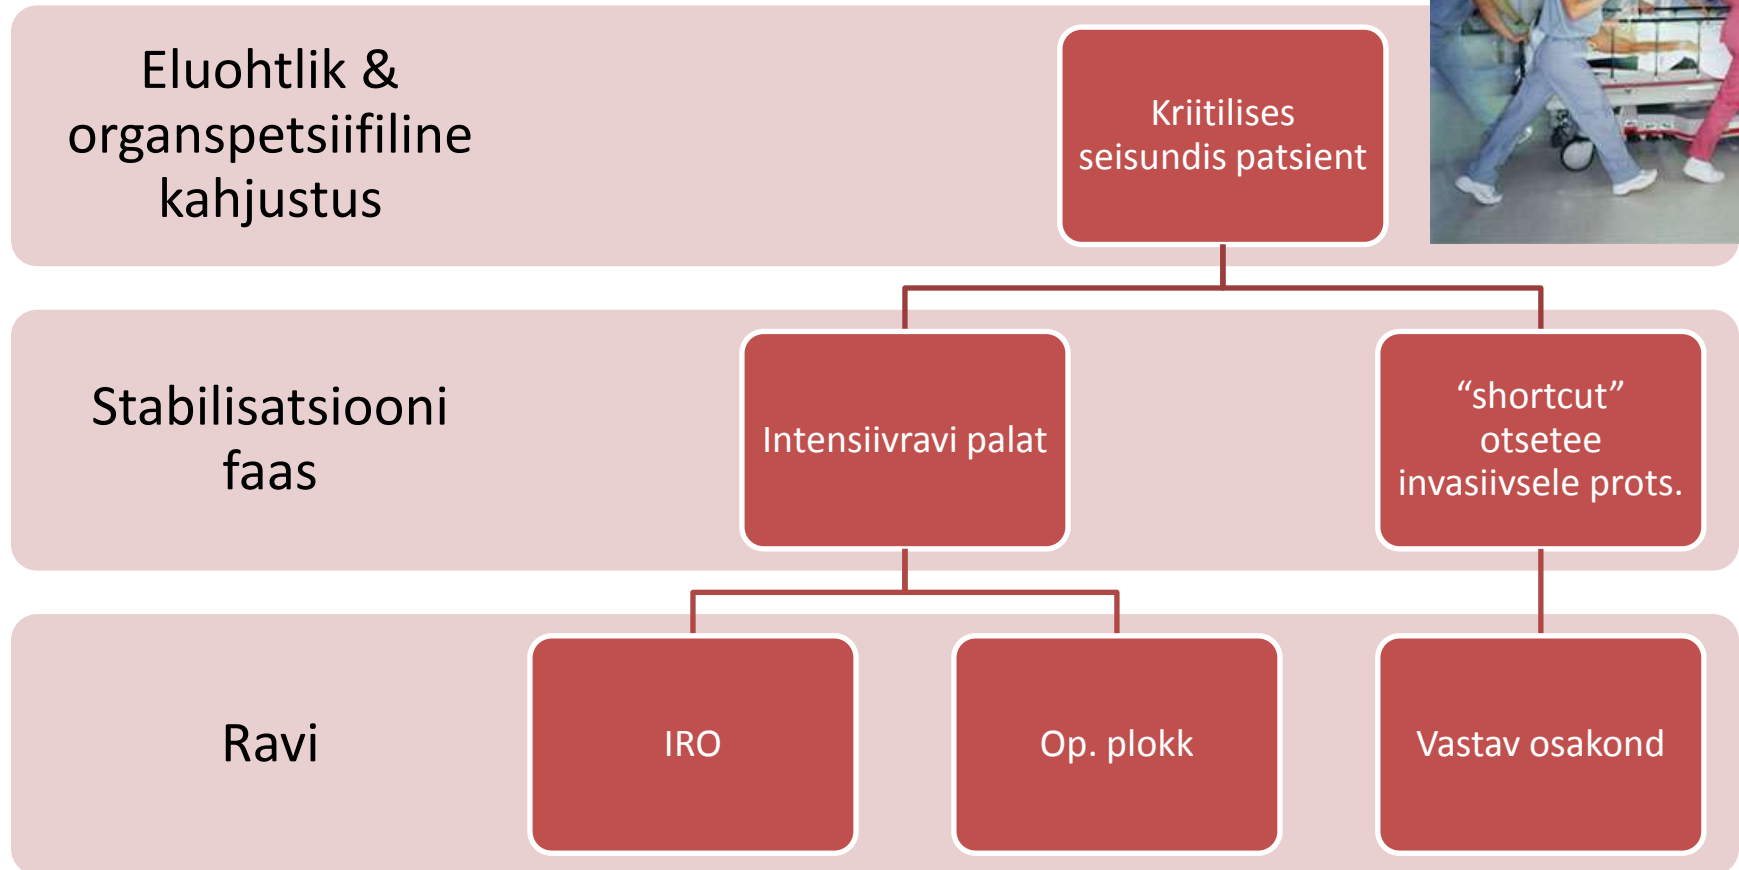 Eluohtlik &
organspetsiifiline
kahjustus
Kriitilises
seisundis patsient
Stabilisatsiooni
faas
Intensiivravi palat
“shortcut”
otsetee
invasiivsele prots.
Ravi
IRO
Op. plokk
Vastav osakond